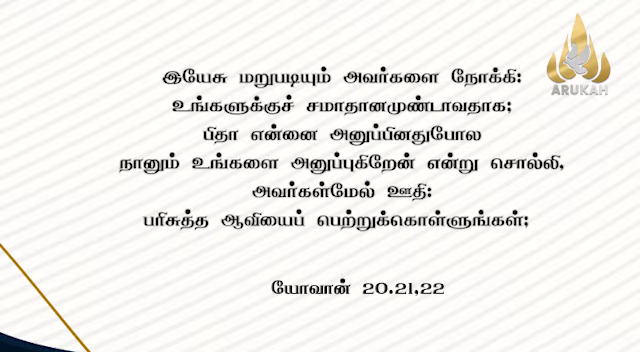 ARUKAH
இயேசு மறுபடியும் அவர்களை நோக்கி:
உங்களுக்குச் சமாதானமுண்டாவதாக;
பிதா என்னை அனுப்பினதுபோல
நானும் உங்களை அனுப்புகிறேன் என்று சொல்லி,
அவர்கள்மேல் ஊதி:
பரிசுத்த ஆவியைப் பெற்றுக்கொள்ளுங்கள்;
யோவான் 20.21,22